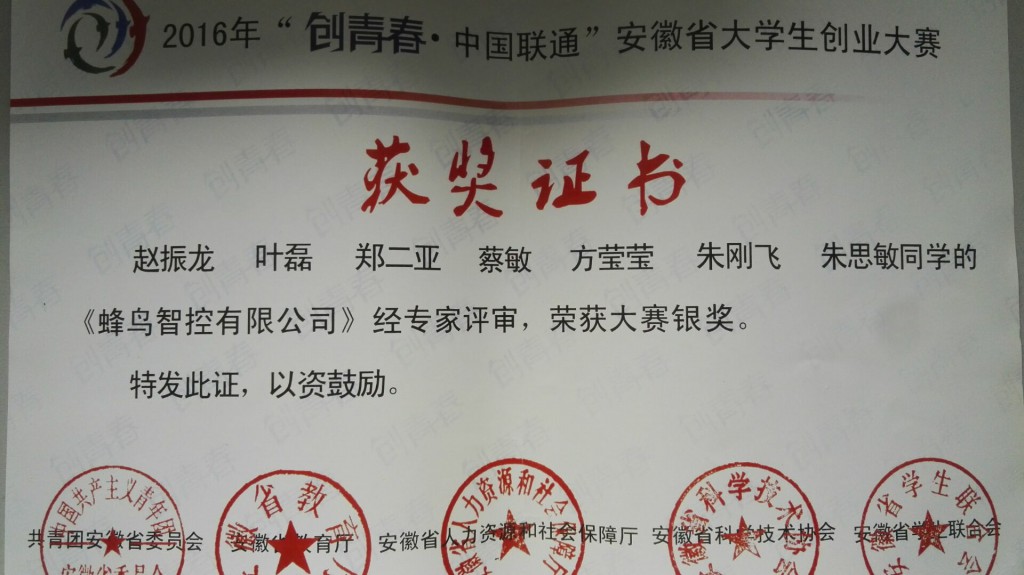 2016年“创青春·中国联通”安徽省大学生创业大赛
获奖证书
赵振龙 叶磊 郑二亚 蔡敏 方莹莹 朱刚飞 朱思敏同学的
《蜂鸟智控有限公司》经专家评审，荣获大赛银奖。
特发此证，以资鼓励。
共青团安徽省委员会 安徽省教育厅 安徽省人力资源和社会保障厅 安徽省科学技术协会 安徽省学生联合会